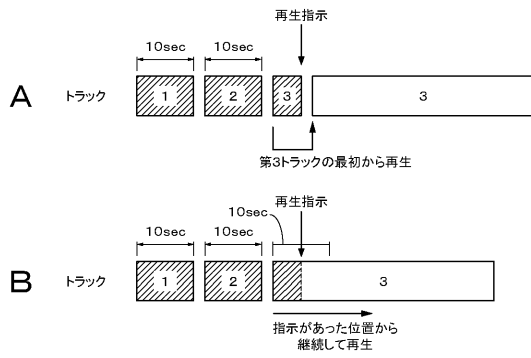 再生指示
10sec
10sec
A
トラック
1
2
3
3
第3トラックの最初から再生
再生指示
10sec
10sec
10sec
B
トラック
1
2
3
指示があった位置から
継続して再生